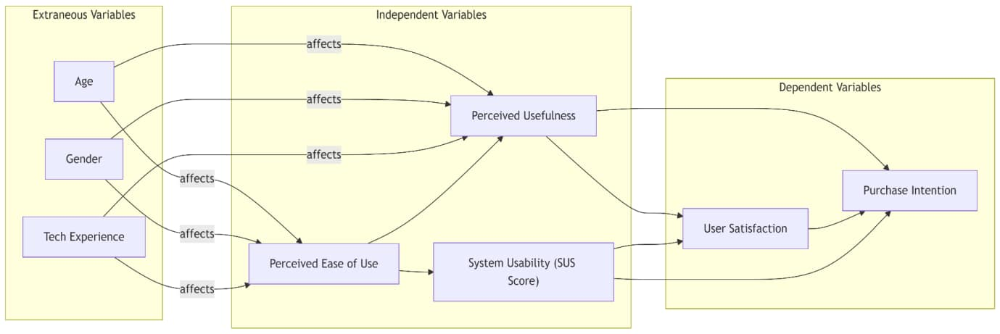 Extraneous Variables
Age
Gender
Tech Experience
Independent Variables
affects
affects
affects
affects
affects
affects
Perceived Usefulness
Perceived Ease of Use
System Usability (SUS
Score)
Dependent Variables
User Satisfaction
Purchase Intention